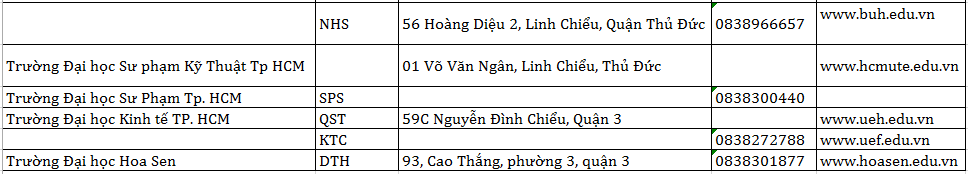 NHS 56 Hoàng Diệu 2, Linh Chiểu, Quận Thủ Đức 0838966657 www.buh.edu.vn
Trường Đại học Sư phạm Kỹ Thuật Tp HCM 01 Võ Văn Ngân, Linh Chiểu, Thủ Đức www.hcmute.edu.vn
Trường Đại học Sư Phạm Tp. HCM SPS 0838300440
Trường Đại học Kinh tế TP. HCM QST 59C Nguyễn Đình Chiểu, Quận 3 www.ueh.edu.vn
KTC 0838272788 www.uef.edu.vn
Trường Đại học Hoa Sen DTH 93, Cao Thắng, phường 3, quận 3 0838301877 www.hoasen.edu.vn